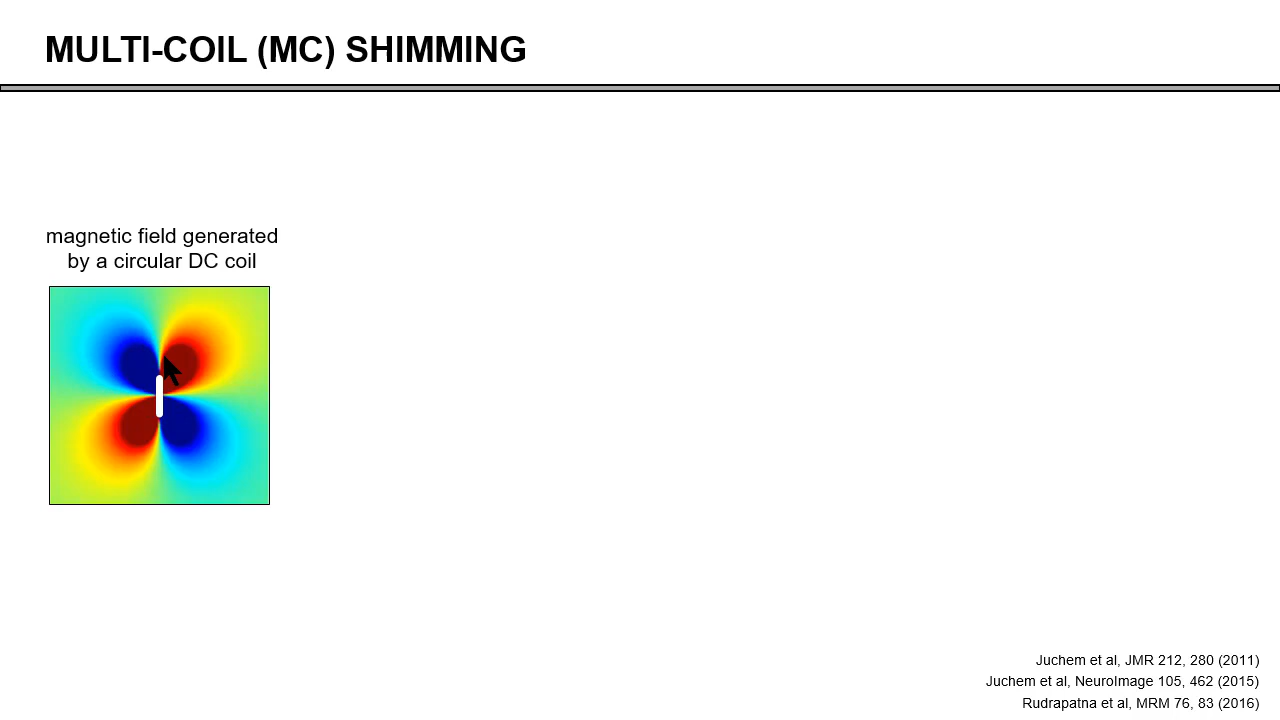 MULTI-COIL (MC) SHIMMING
magnetic field generated
by a circular DC coil
Juchem et al, JMR 212, 280 (2011)
Juchem et al, NeuroImage 105, 462 (2015)
Rudrapatna et al, MRM 76, 83 (2016)